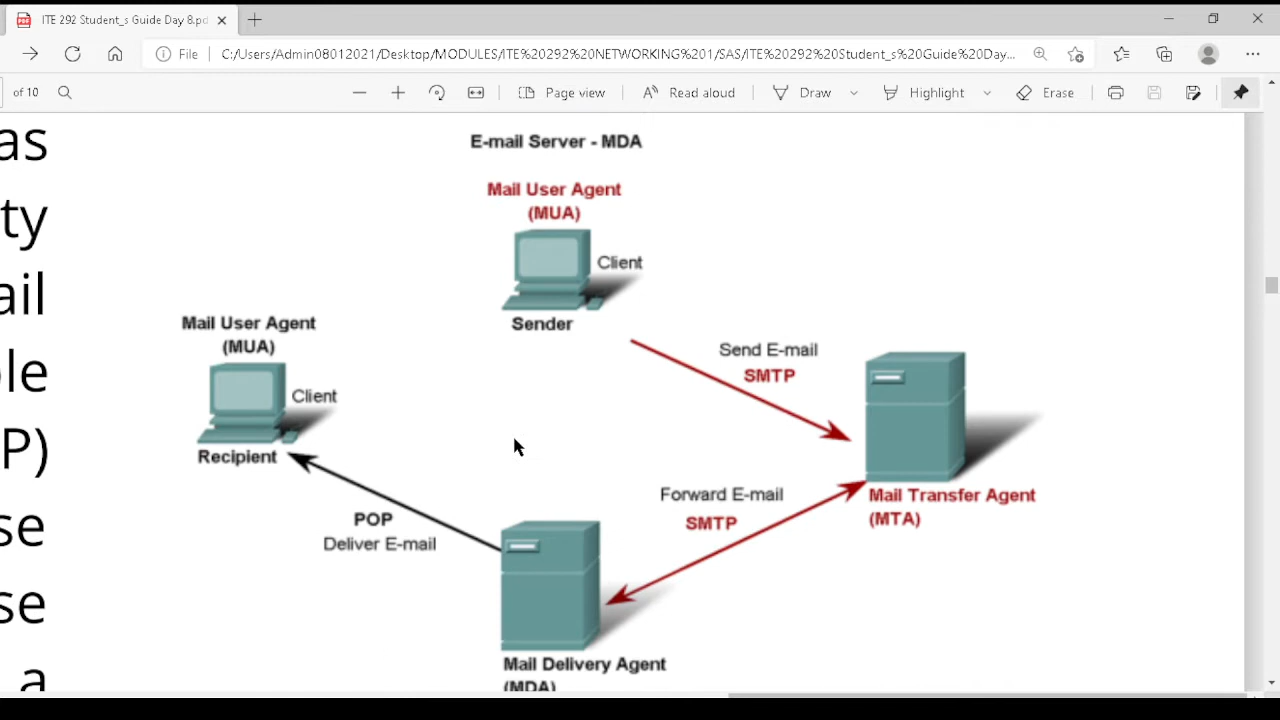 ITE 292 Student_s Guide Day 8.pd
File
C:/Users/Admin08012021/Desktop/MODULES/ITE%20292%20NETWORKING%201/SAS/ITE%20292%20Student_s%20Guide%20Day...
of 10
Page view
Read aloud
Draw
Highlight
Erase
as
ty
ail
ole
P)
se
se
a
E-mail Server - MDA
Mail User Agent
(MUA)
Client
Sender
Mail User Agent
(MUA)
Client
Recipient
Send E-mail
SMTP
Forward E-mail
SMTP
Mail Transfer Agent
(MTA)
POP
Deliver E-mail
Mail Delivery Agent
(MDA)